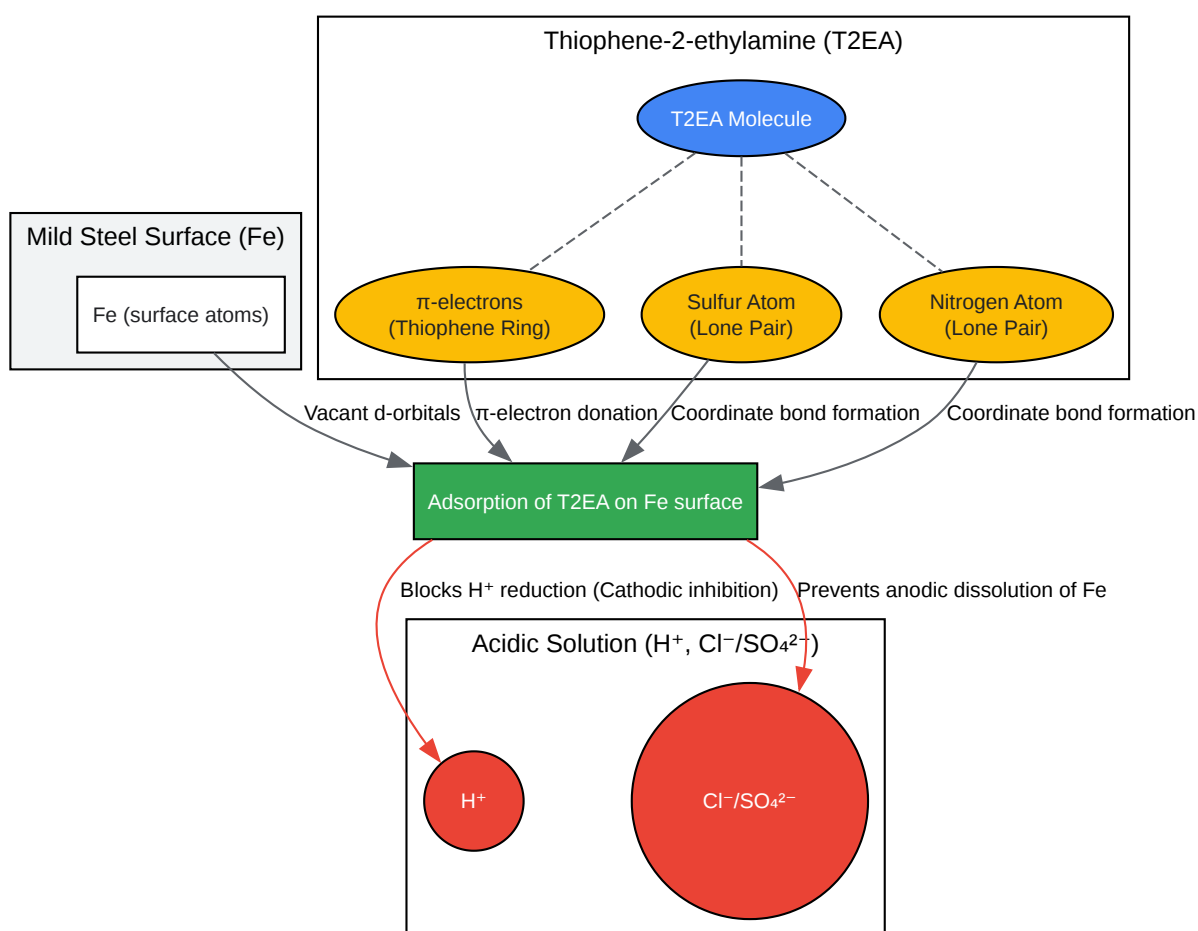 Thiophene-2-ethylamine (T2EA)
T2EA Molecule
Mild Steel Surface (Fe)
Fe (surface atoms)
π-electrons
(Thiophene Ring)
Sulfur Atom
(Lone Pair)
Nitrogen Atom
(Lone Pair)
Vacant d-orbitals
π-electron donation
Coordinate bond formation
Coordinate bond formation
Adsorption of T2EA on Fe surface
Blocks H⁺ reduction (Cathodic inhibition)
Prevents anodic dissolution of Fe
Acidic Solution (H⁺, Cl⁻/SO₄²⁻)
H⁺
Cl⁻/SO₄²⁻